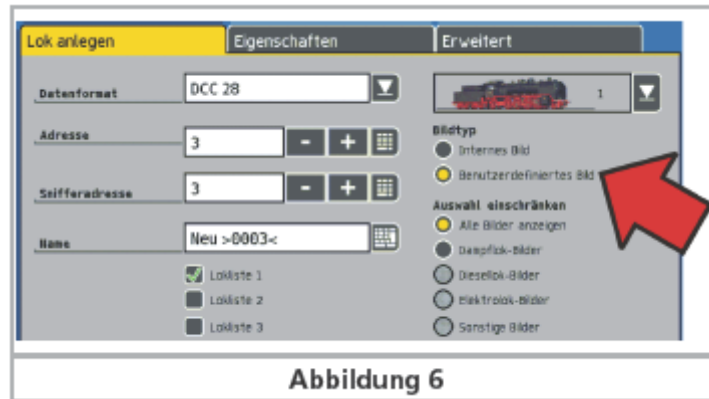 Lok anlegen
Eigenschaften
Erweitert
Datenformat
DCC 28
Adresse
3
- +
Snifferadresse
3
- +
Name
Neu >0003<
Lokliste 1
Lokliste 2
Lokliste 3
1
Bildtyp
Internes Bild
Benutzerdefiniertes Bild
Auswahl einschränken
Alle Bilder anzeigen
Dampflok-Bilder
Diesellok-Bilder
Elektrolok-Bilder
Sonstige Bilder
Abbildung 6